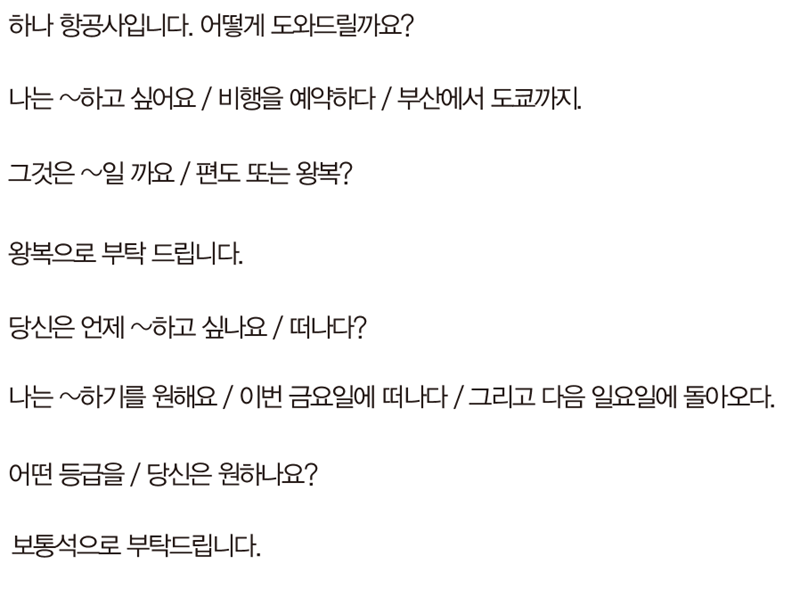 하나 항공사입니다. 어떻게 도와드릴까요?
나는 ~하고 싶어요 / 비행을 예약하다 / 부산에서 도쿄까지.
그것은 ~일 까요 / 편도 또는 왕복?
왕복으로 부탁 드립니다.
당신은 언제 ~하고 싶나요 / 떠나다?
나는 ~하기를 원해요 / 이번 금요일에 떠나다 / 그리고 다음 일요일에 돌아오다.
어떤 등급을 / 당신은 원하나요?
보통석으로 부탁드립니다.